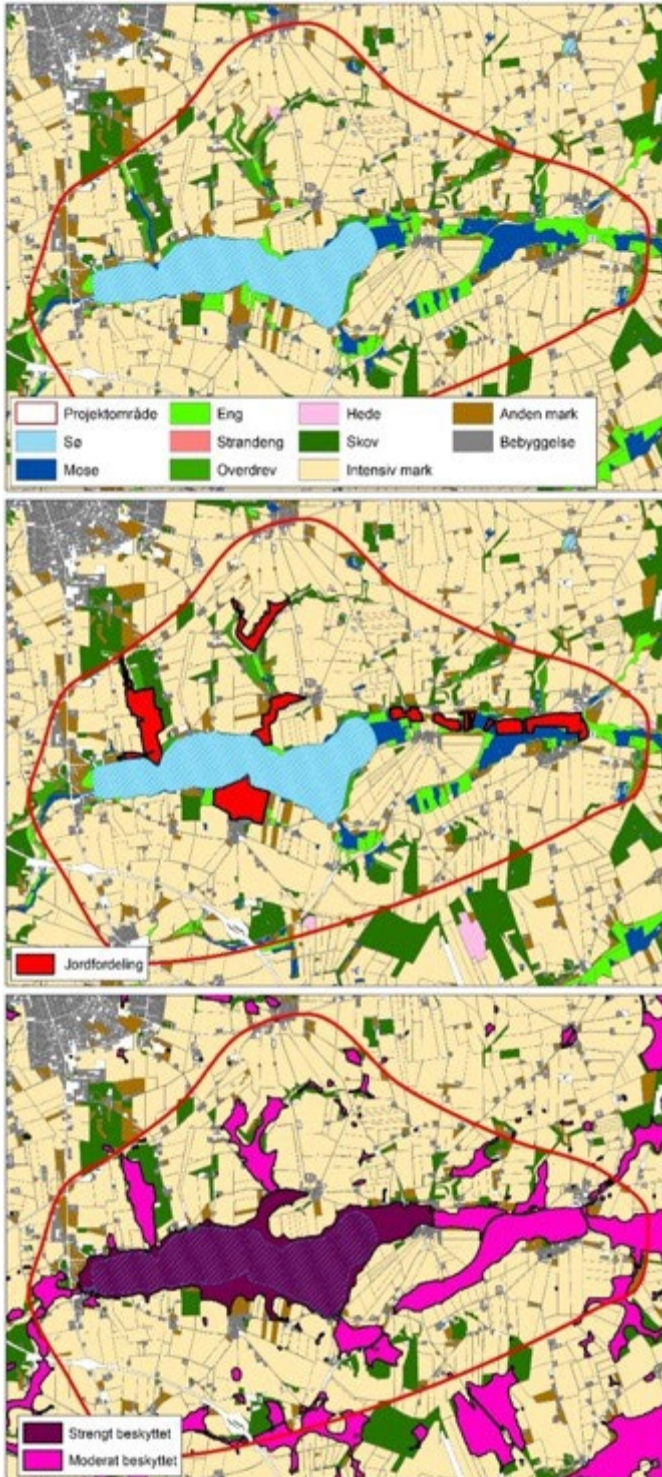 Projektområde Eng Hede Anden mark
Sø Strandeng Skov Bebyggelse
Mose Overdrev Intensiv mark
Jordfordeling
Strengt beskyttet
Moderat beskyttet